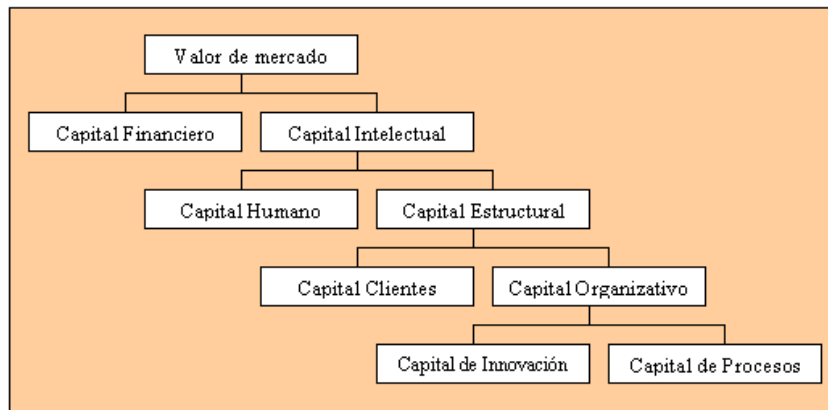 Valor de mercado
Capital Financiero
Capital Intelectual
Capital Humano
Capital Estructural
Capital Clientes
Capital Organizativo
Capital de Innovación
Capital de Procesos